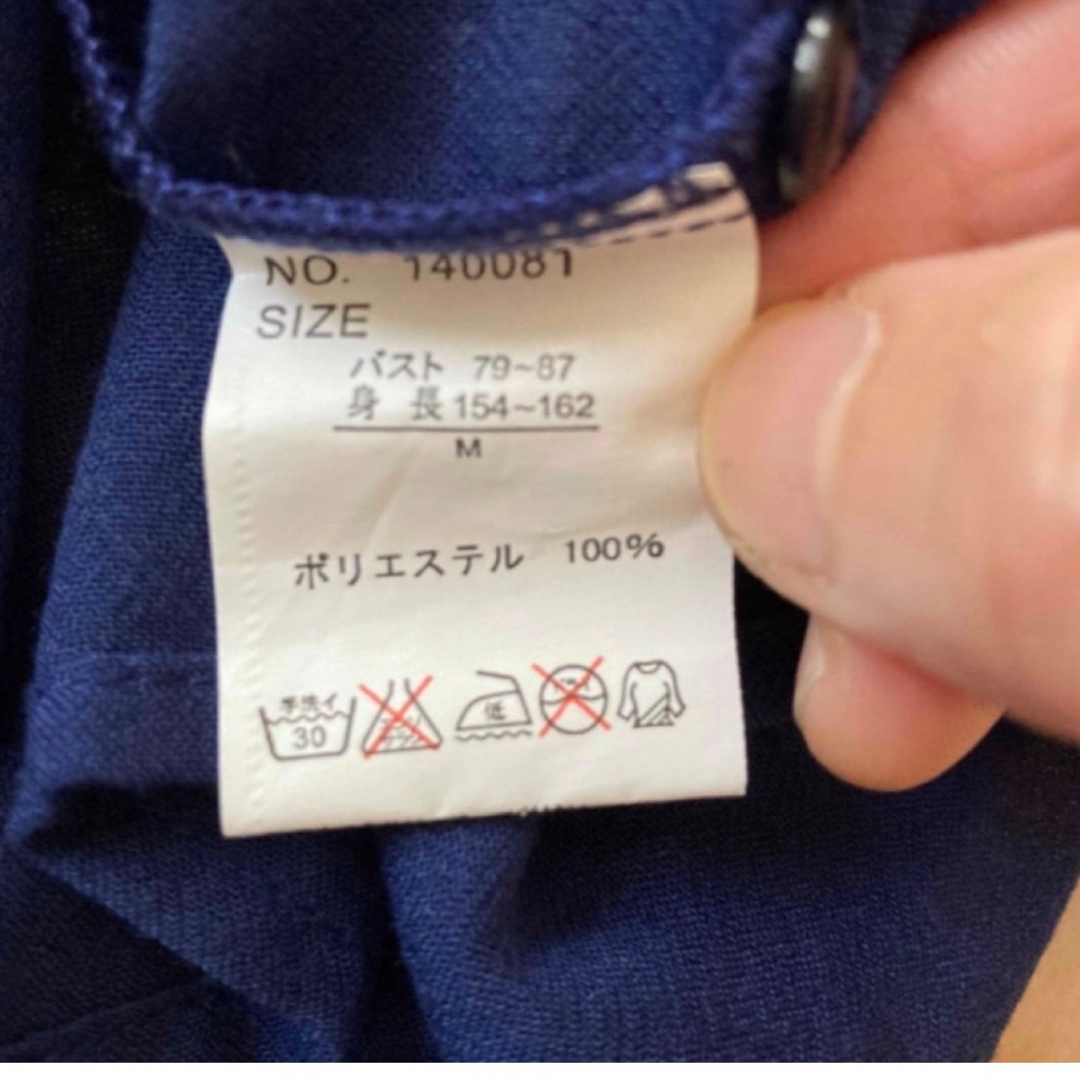 NO. 140081
SIZE
バスト 79~87
身 長 154~162
M
ポリエステル 100%
手洗イ
30
低